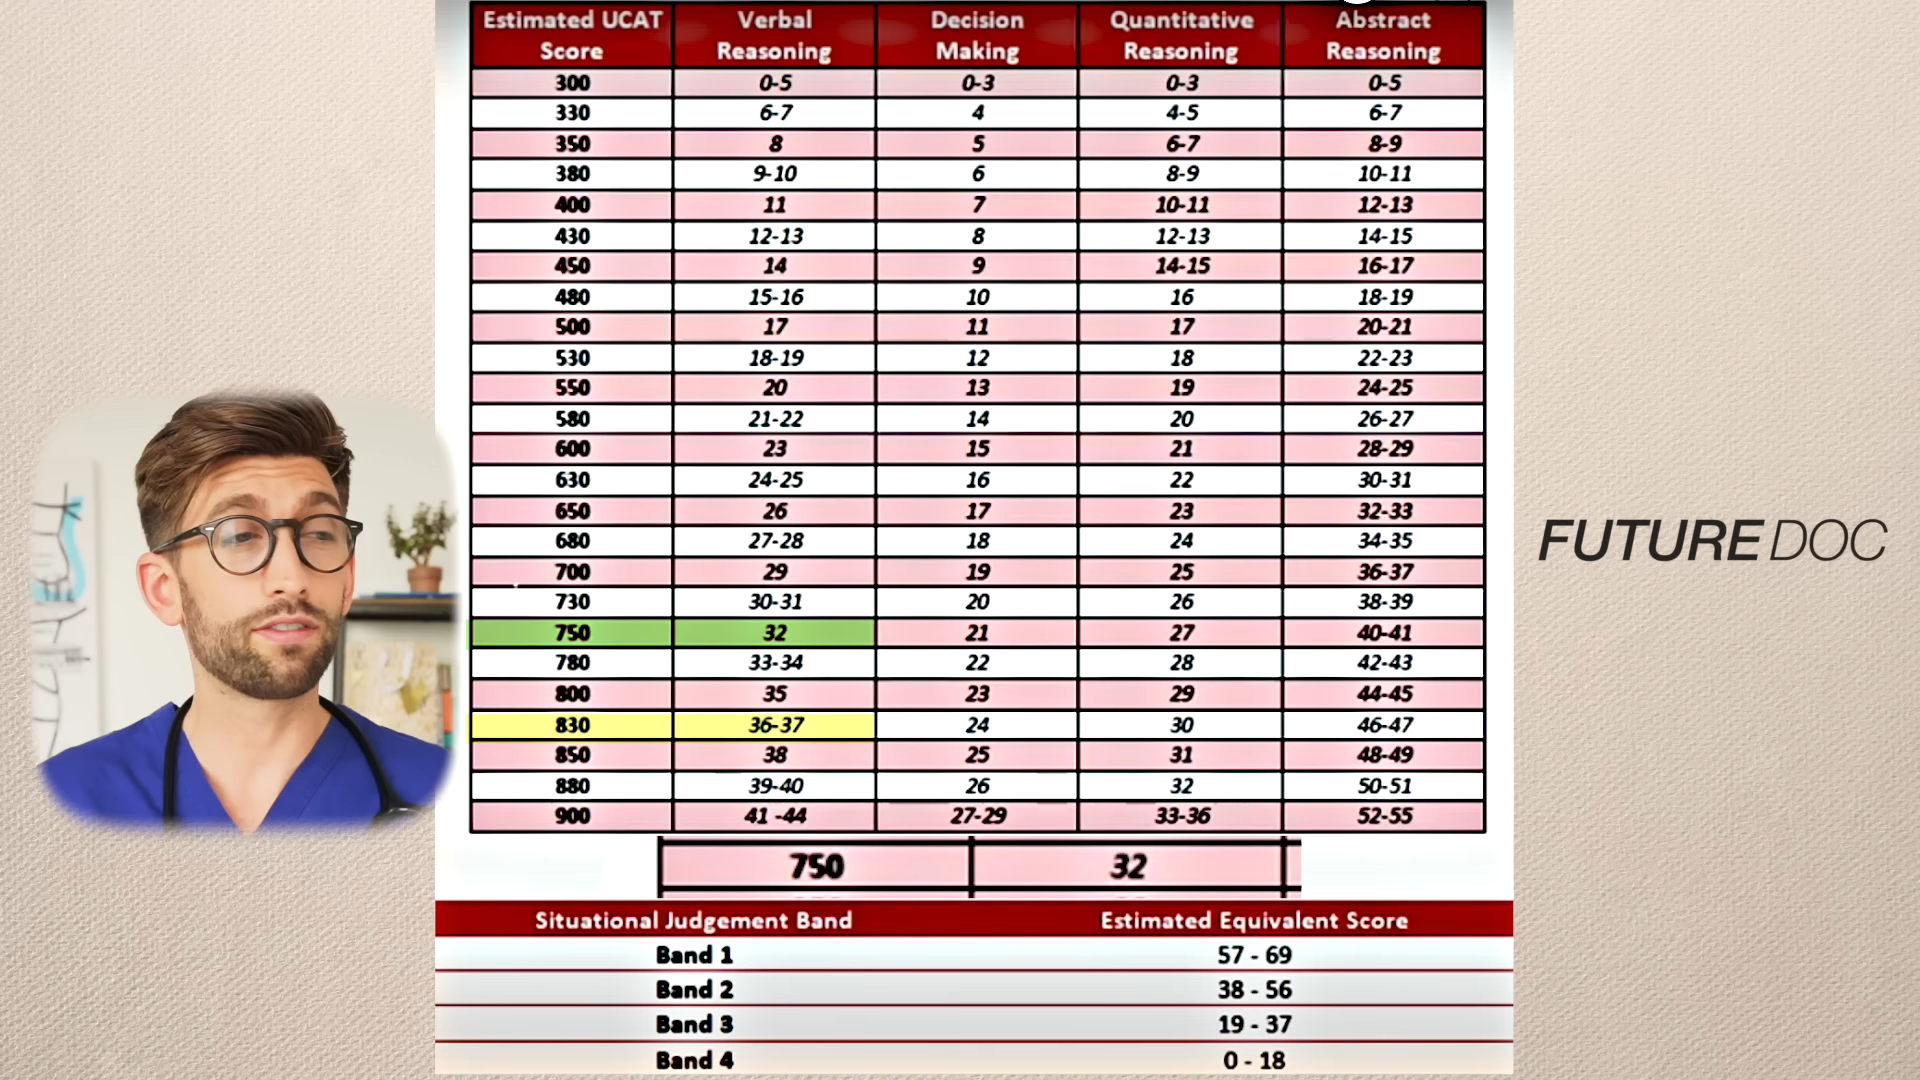 Estimated UCAT Score Verbal Reasoning Decision Making Quantitative Reasoning Abstract Reasoning
300 0-5 0-3 0-3 0-5
330 6-7 4 4-5 6-7
350 8 5 6-7 8-9
380 9-10 6 8-9 10-11
400 11 7 10-11 12-13
430 12-13 8 12-13 14-15
450 14 9 14-15 16-17
480 15-16 10 16 18-19
500 17 11 17 20-21
530 18-19 12 18 22-23
550 20 13 19 24-25
580 21-22 14 20 26-27
600 23 15 21 28-29
630 24-25 16 22 30-31
650 26 17 23 32-33
680 27-28 18 24 34-35
700 29 19 25 36-37
730 30-31 20 26 38-39
750 32 21 27 40-41
780 33-34 22 28 42-43
800 35 23 29 44-45
830 36-37 24 30 46-47
850 38 25 31 48-49
880 39-40 26 32 50-51
900 41 -44 27-29 33-36 52-55
750 32
Situational Judgement Band Estimated Equivalent Score
Band 1 57 - 69
Band 2 38 - 56
Band 3 19 - 37
Band 4 0 - 18
FUTURE DOC